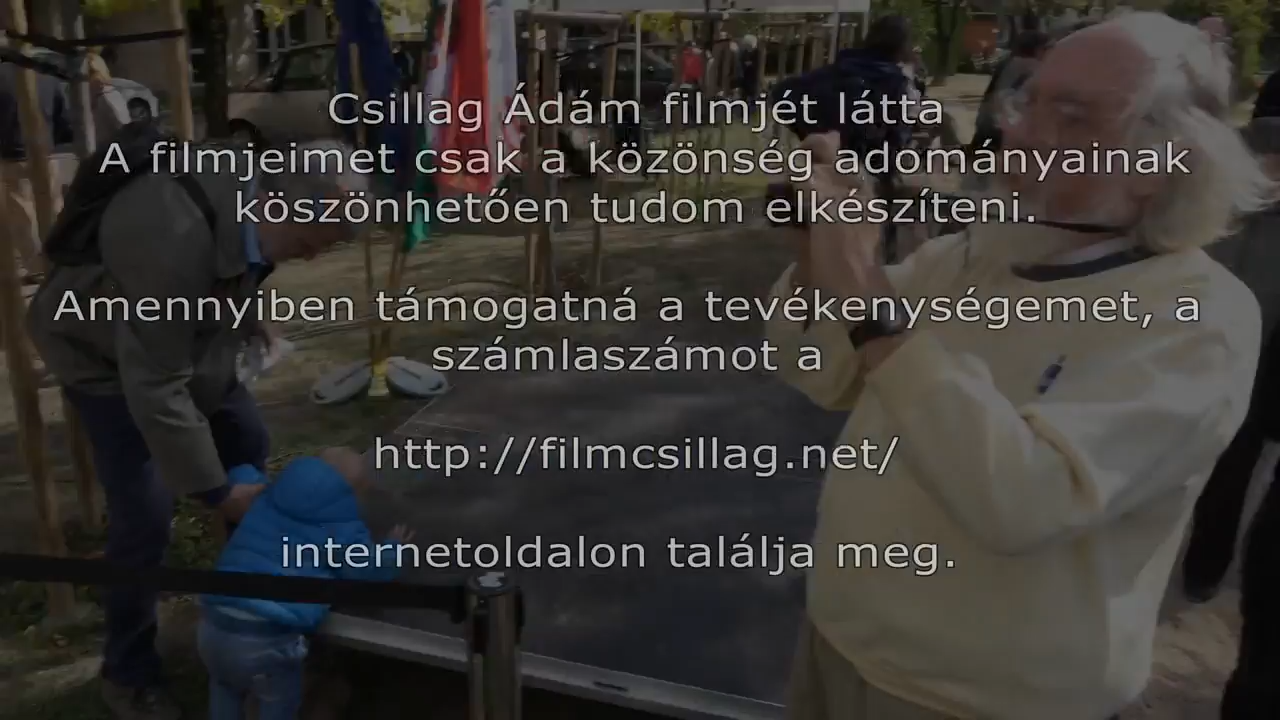 Csillag Ádám filmjét látta
A filmjeimet csak a közönség adományainak
köszönhetően tudom elkészíteni.
Amennyiben támogatná a tevékenységemet, a
számlaszámot a
http://filmcsillag.net/
internetoldalon találja meg.